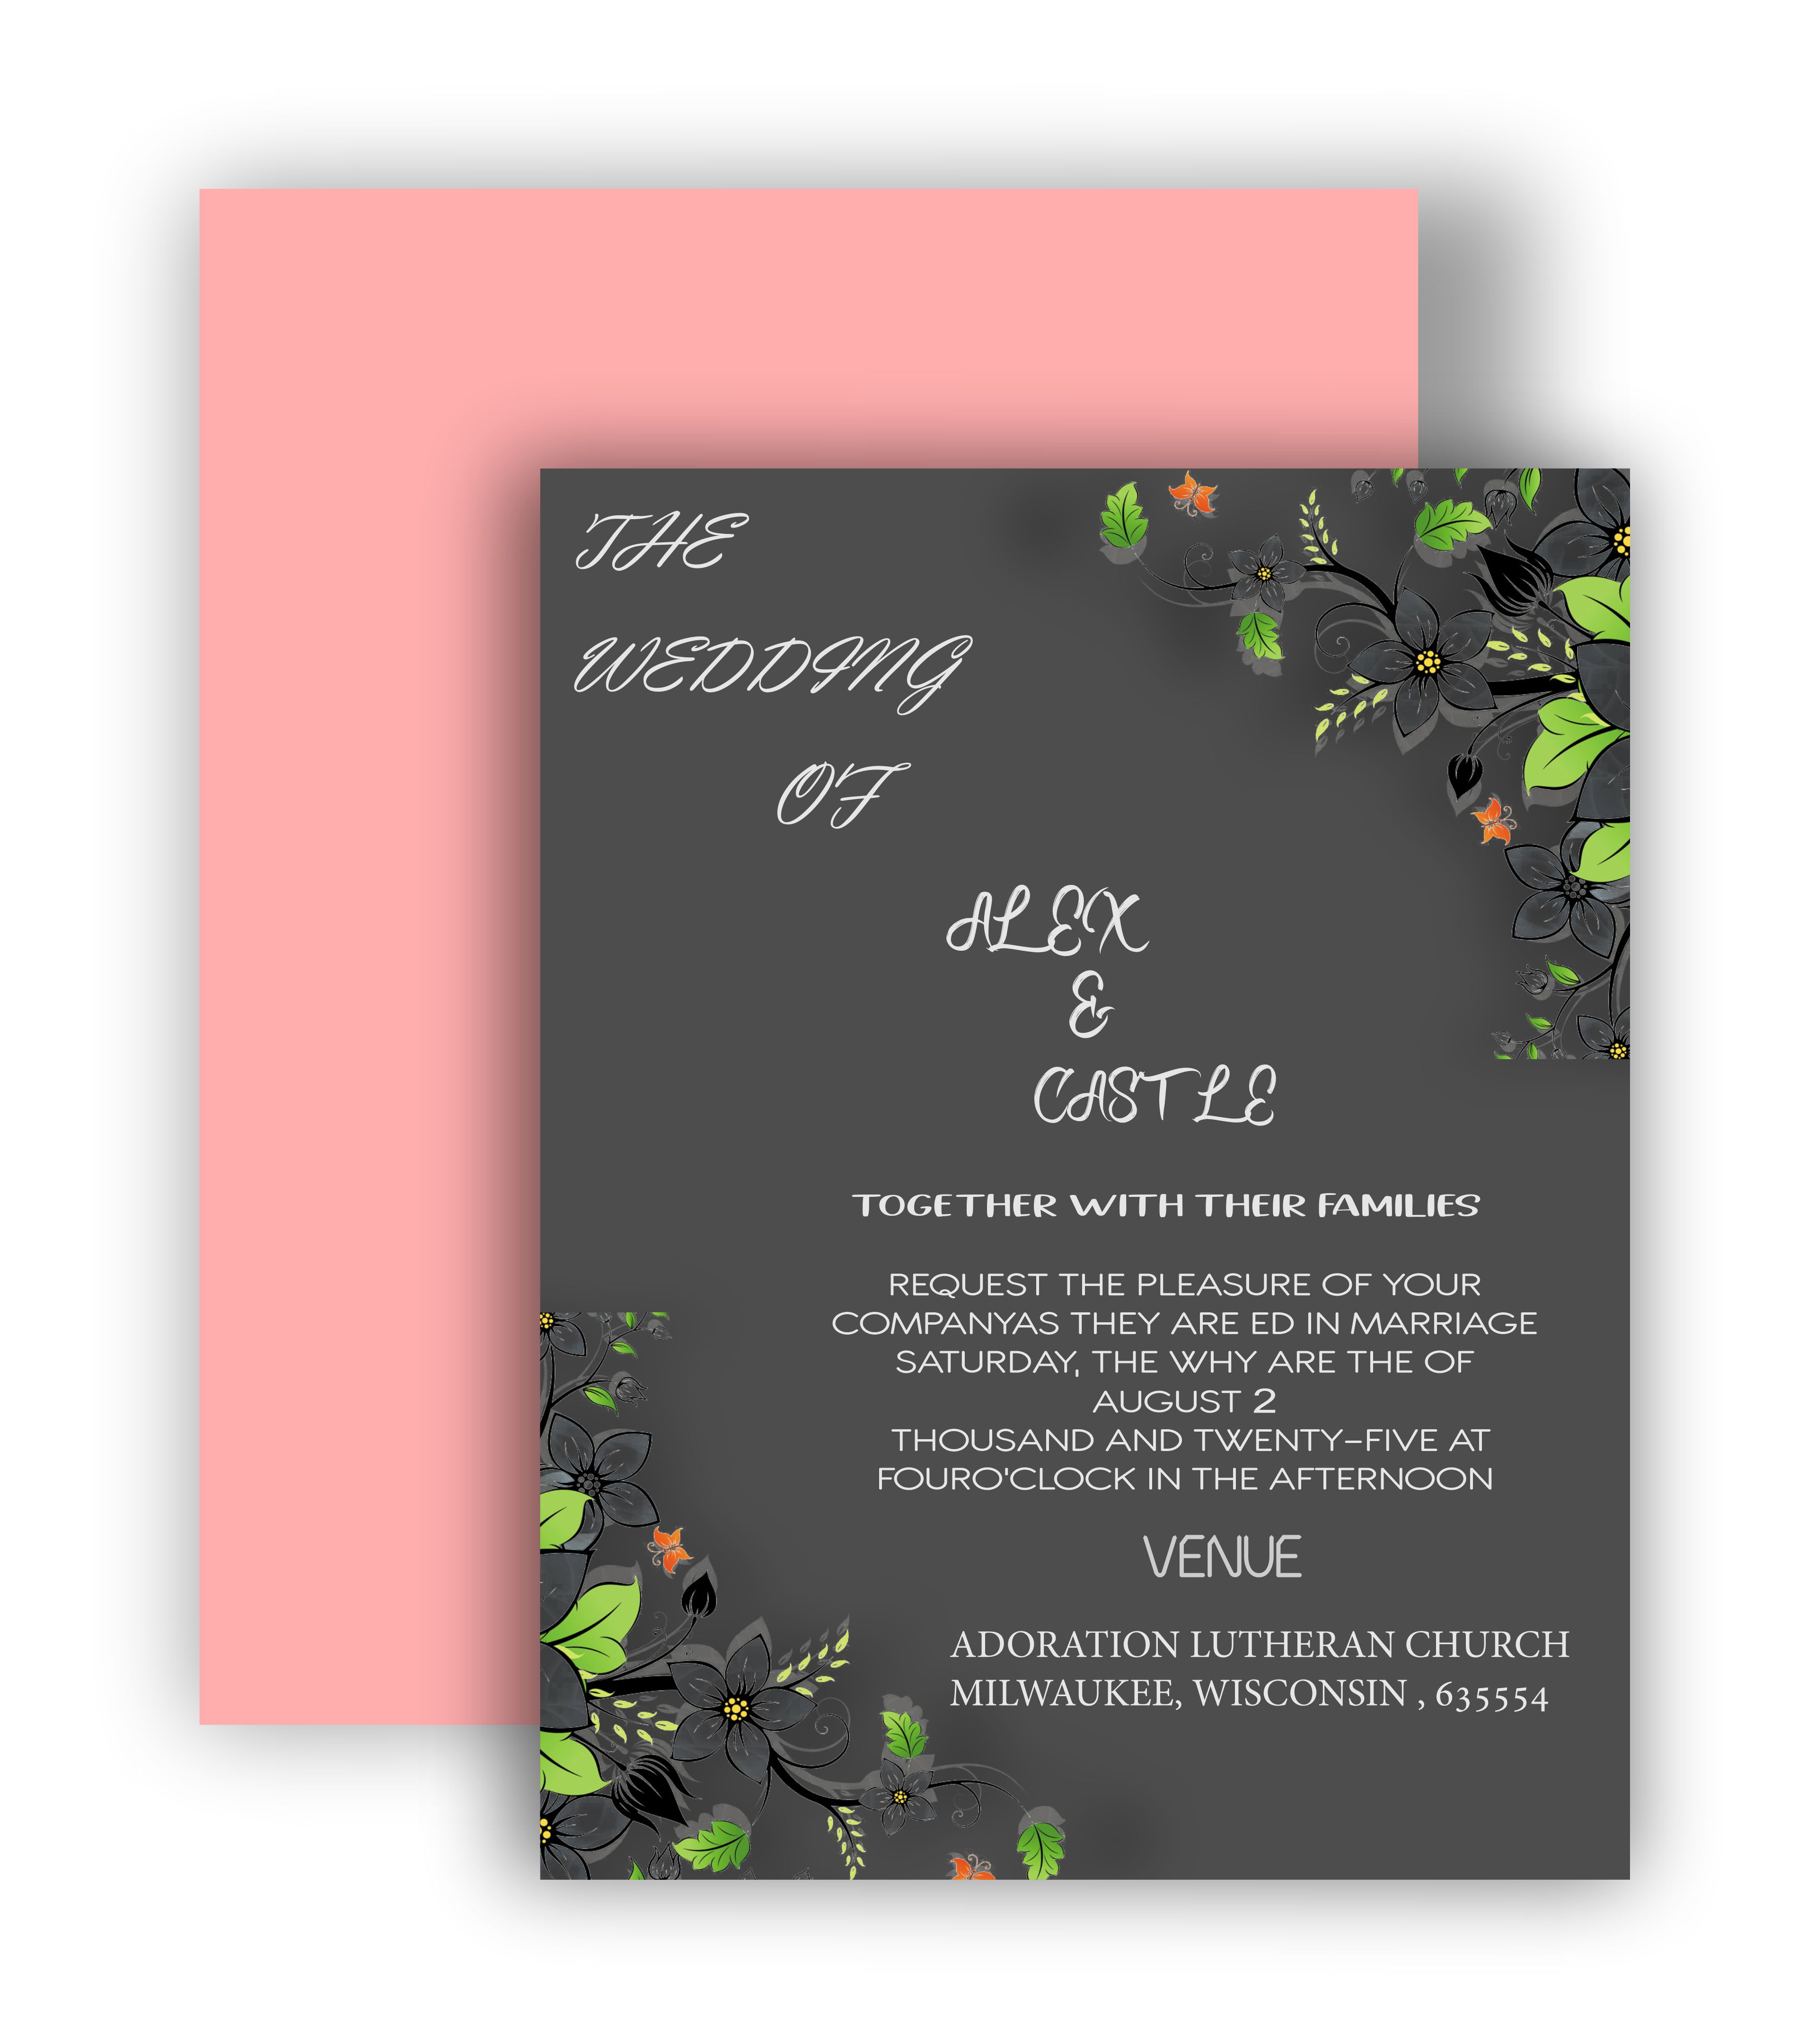 THE
WEDDING
OF
ALEX
&
CASTLE
TOGETHER WITH THEIR FAMILIES
REQUEST THE PLEASURE OF YOUR
COMPANYAS THEY ARE ED IN MARRIAGE
SATURDAY, THE WHY ARE THE OF
AUGUST 2
THOUSAND AND TWENTY-FIVE AT
FOURO'CLOCK IN THE AFTERNOON
VENUE
ADORATION LUTHERAN CHURCH
MILWAUKEE, WISCONSIN , 635554